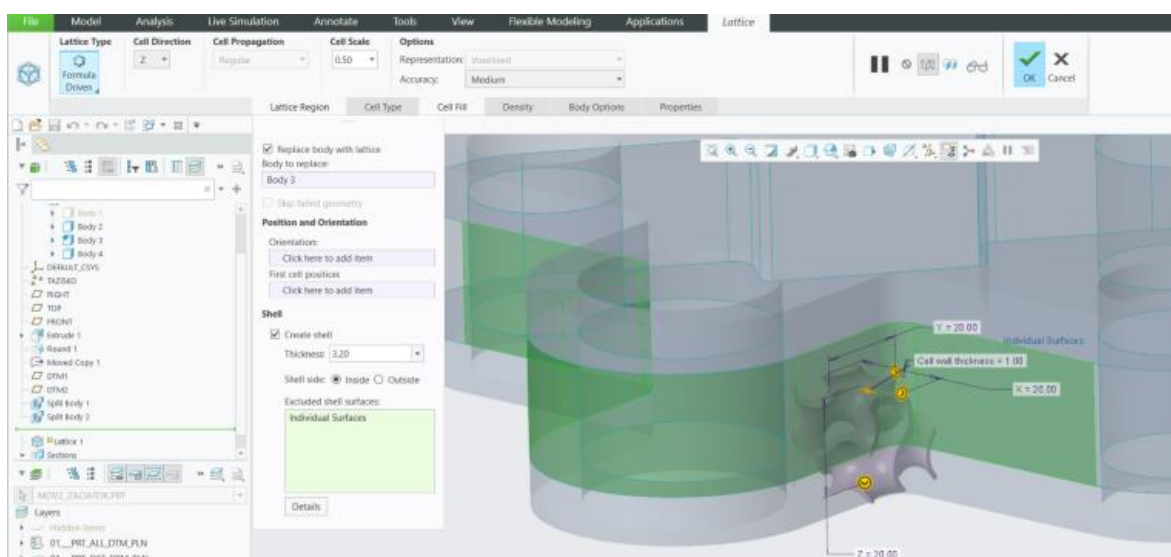 File Model Analysis Live Simulation Annotate Tools View Flexible Modeling Applications Lattice
Lattice Type Cell Direction Cell Propagation Cell Scale Options
Formula Driven
Z
Regular
0.50
Representation: Voxelized
Accuracy: Medium
OK Cancel
Lattice Region Cell Type Cell Fill Density Body Options Properties
Replace body with lattice
Body to replace:
Body 3
Skip failed geometry
Position and Orientation
Orientation:
Click here to add item
First cell position:
Click here to add item
Shell
Create shell
Thickness: 3.20
Shell side: Inside Outside
Excluded shell surfaces:
Individual Surfaces
Details
Body 1
Body 2
Body 3
Body 4
DEFAULT_CSYS
RIGHT
TOP
FRONT
Extrude 1
Round 1
Moved Copy 1
DTM1
DTM2
Split Body 1
Split Body 2
Lattice 1
Sections
Layers
Hidden Items
01__PRT_ALL_DTM_PLN
01__PRT_DEF_DTM_PLN
Y = 20.00
Individual Surfaces
Cell wall thickness = 1.00
X = 20.00
Z = 20.00